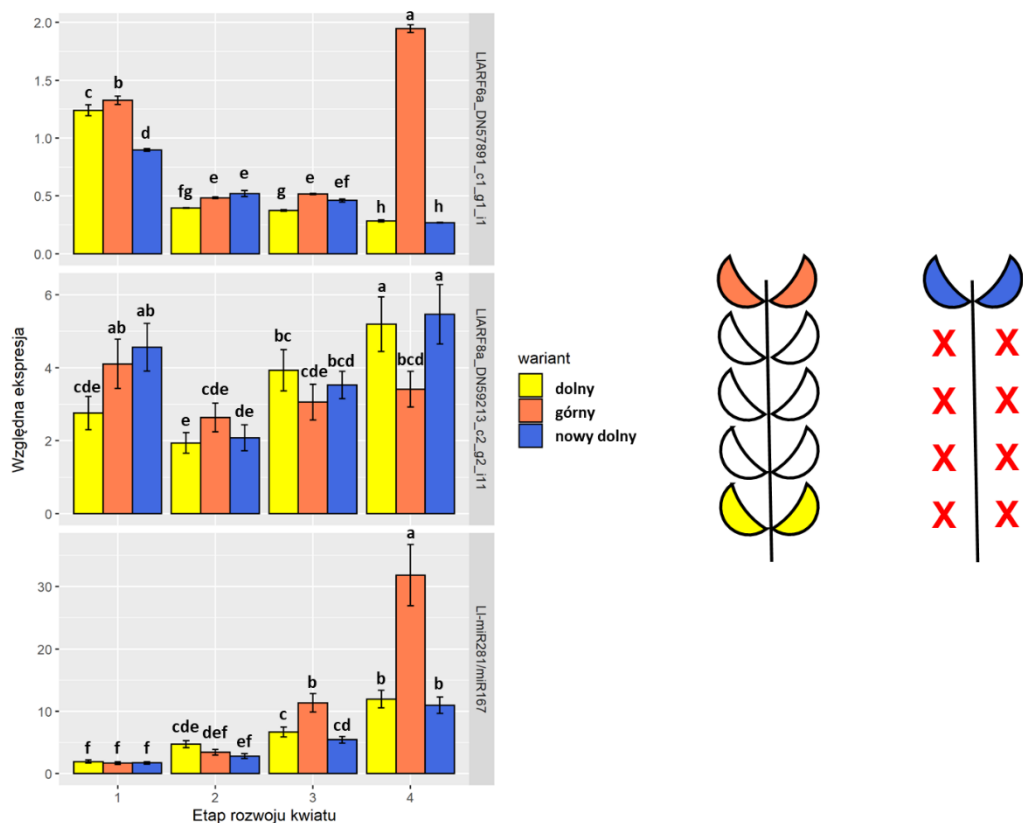 2.0
1.5
1.0
0.5
0.0
c
b
d
fg
e
e
g
e
ef
h
a
h
LlARF6a_DN57891_c1_g1_i1
6
4
2
0
cde
ab
ab
e
cde
de
bc
cde
bcd
a
bcd
a
LlARF8a_DN59213_c2_g2_i11
30
20
10
0
f
f
f
cde
def
ef
c
b
cd
b
a
b
Ll-miR281/miR167
1
2
3
4
Etap rozwoju kwiatu
Względna ekspresja
wariant
dolny
górny
nowy dolny
X X
X X
X X
X X